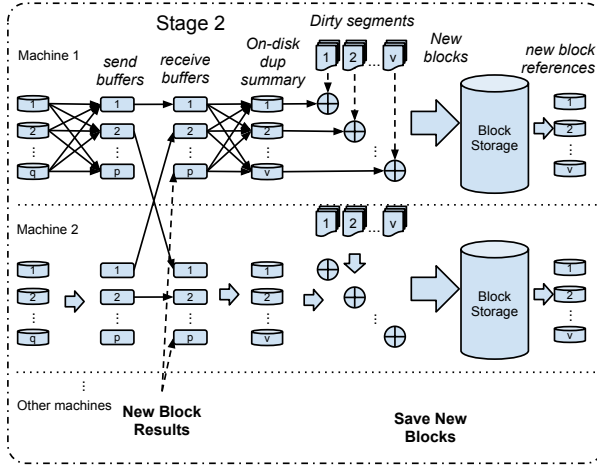 Stage 2
Dirty segments
Machine 1
send
buffers
receive
buffers
On-disk
dup
summary
1 2 ... v
New
blocks
new block
references
1 1 1 1 1
2 2 2 2 2
... ... ... ... ...
q p p v v
Block
Storage
Machine 2
1 2 ... v
1 1 1 1 1
2 2 2 2 2
... ... ... ... ...
q p p v v
Block
Storage
...
Other machines
New Block
Results
Save New
Blocks